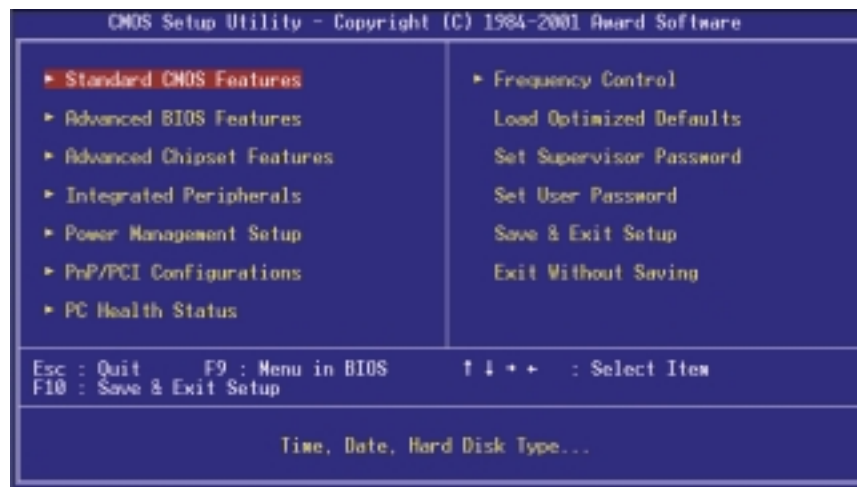 CMOS Setup Utility - Copyright (C) 1984-2001 Award Software
► Standard CMOS Features
► Advanced BIOS Features
► Advanced Chipset Features
► Integrated Peripherals
► Power Management Setup
► PnP/PCI Configurations
► PC Health Status
► Frequency Control
Load Optimized Defaults
Set Supervisor Password
Set User Password
Save & Exit Setup
Exit Without Saving
Esc : Quit F9 : Menu in BIOS ↑ ↓ → ← : Select Item
F10 : Save & Exit Setup
Time, Date, Hard Disk Type...